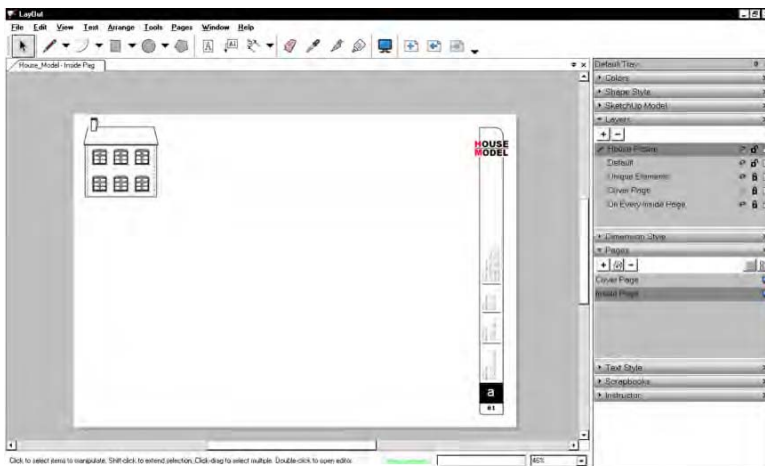 LayOut
File Edit View Text Arrange Tools Pages Window Help
House_Model - Inside Pag
Default Tray
Colors
Shape Style
SketchUp Model
Layers
Default
Unique Elements
Cover Page
On Every Inside Page
Dimension Style
Pages
Cover Page
Inside Page
Text Style
Scrapbooks
Instructor
HOUSE
MODEL
a
01
Click to select items to manipulate. Shift-click to extend selection. Click-drag to select multiple. Double-click to open editor.
46%